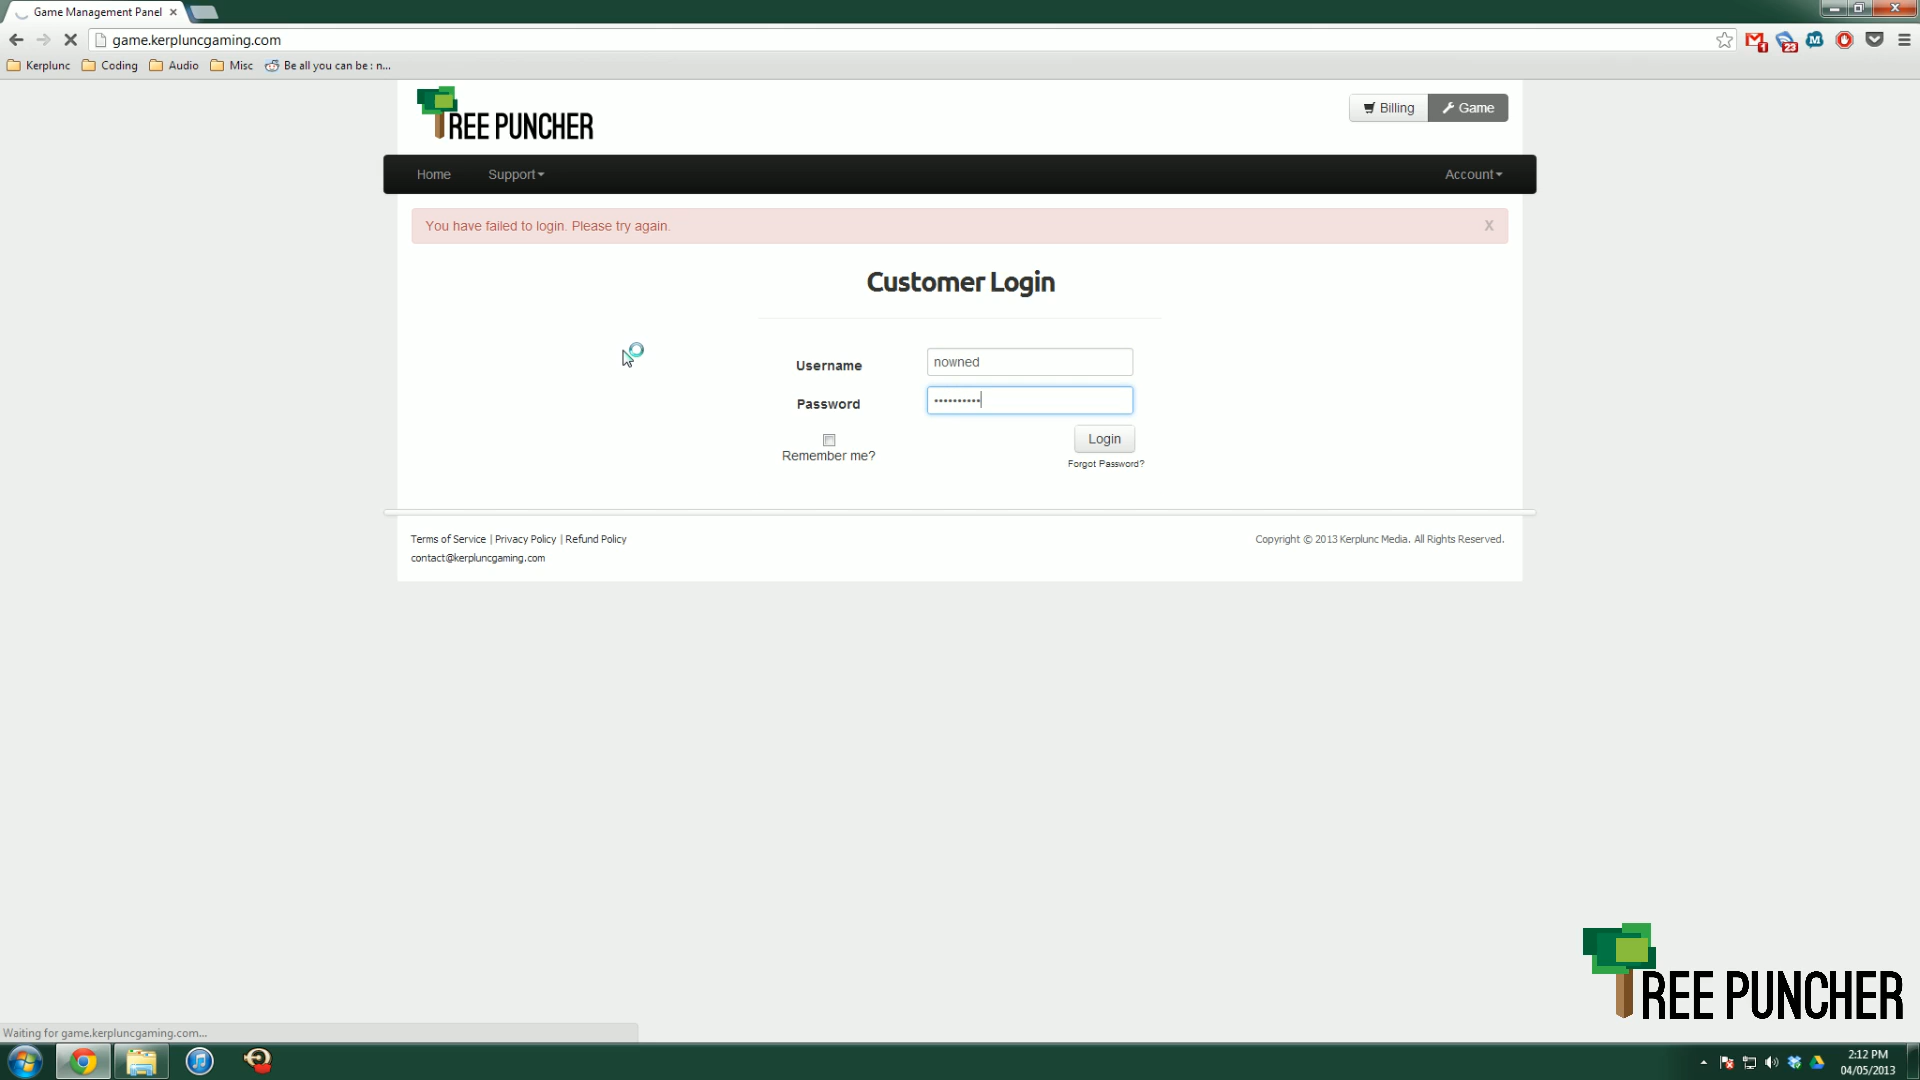 Game Management Panel
game.kerpluncgaming.com
Kerplunc Coding Audio Misc Be all you can be : n...
1 23 M
TREE PUNCHER
Billing Game
Home Support Account
You have failed to login. Please try again. X
Customer Login
Username nowned
Password ••••••••••
Login
Remember me? Forgot Password?
Terms of Service | Privacy Policy | Refund Policy Copyright © 2013 Kerplunc Media. All Rights Reserved.
contact@kerpluncgaming.com
TREE PUNCHER
Waiting for game.kerpluncgaming.com...
2:12 PM
04/05/2013